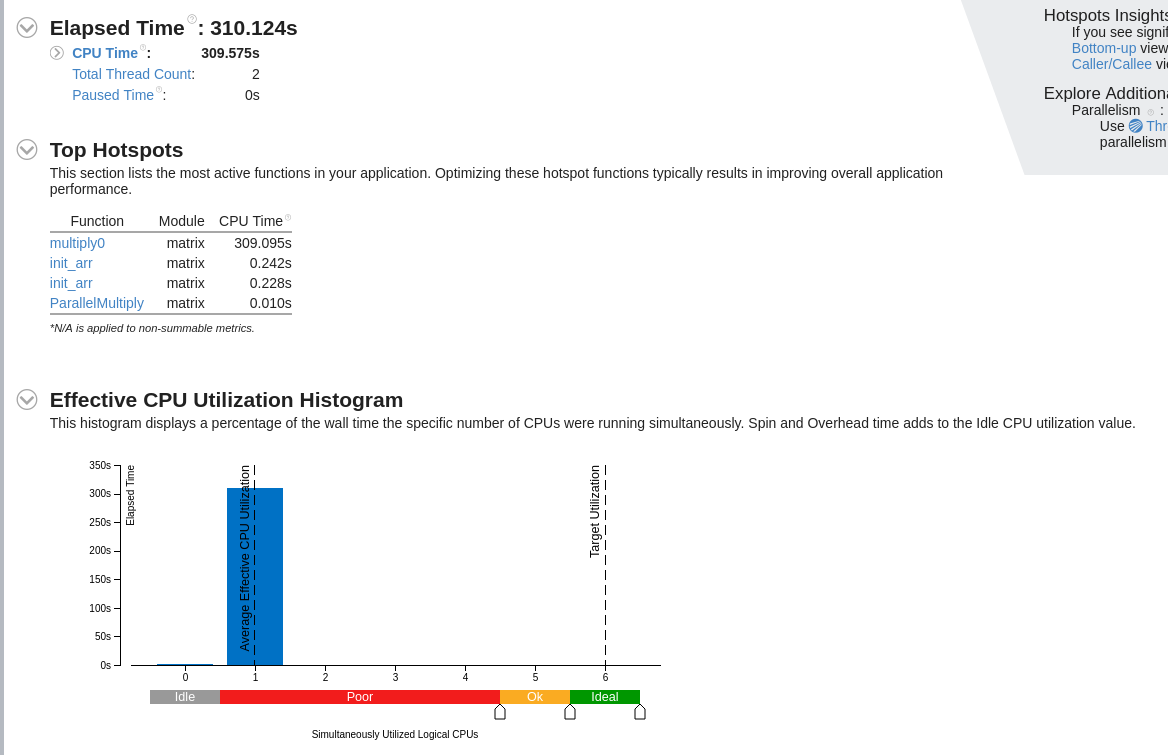 Elapsed Time ? : 310.124s
CPU Time ? : 309.575s
Total Thread Count: 2
Paused Time ? : 0s
Hotspots Insights
If you see signif
Bottom-up view
Caller/Callee vi
Explore Additiona
Parallelism ? :
Use Thr
parallelism
Top Hotspots
This section lists the most active functions in your application. Optimizing these hotspot functions typically results in improving overall application
performance.
Function Module CPU Time ?
multiply0 matrix 309.095s
init_arr matrix 0.242s
init_arr matrix 0.228s
ParallelMultiply matrix 0.010s
*N/A is applied to non-summable metrics.
Effective CPU Utilization Histogram
This histogram displays a percentage of the wall time the specific number of CPUs were running simultaneously. Spin and Overhead time adds to the Idle CPU utilization value.
350s
300s
250s
200s
150s
100s
50s
0s
Elapsed Time
Average Effective CPU Utilization
Target Utilization
0 1 2 3 4 5 6
Idle Poor Ok Ideal
Simultaneously Utilized Logical CPUs